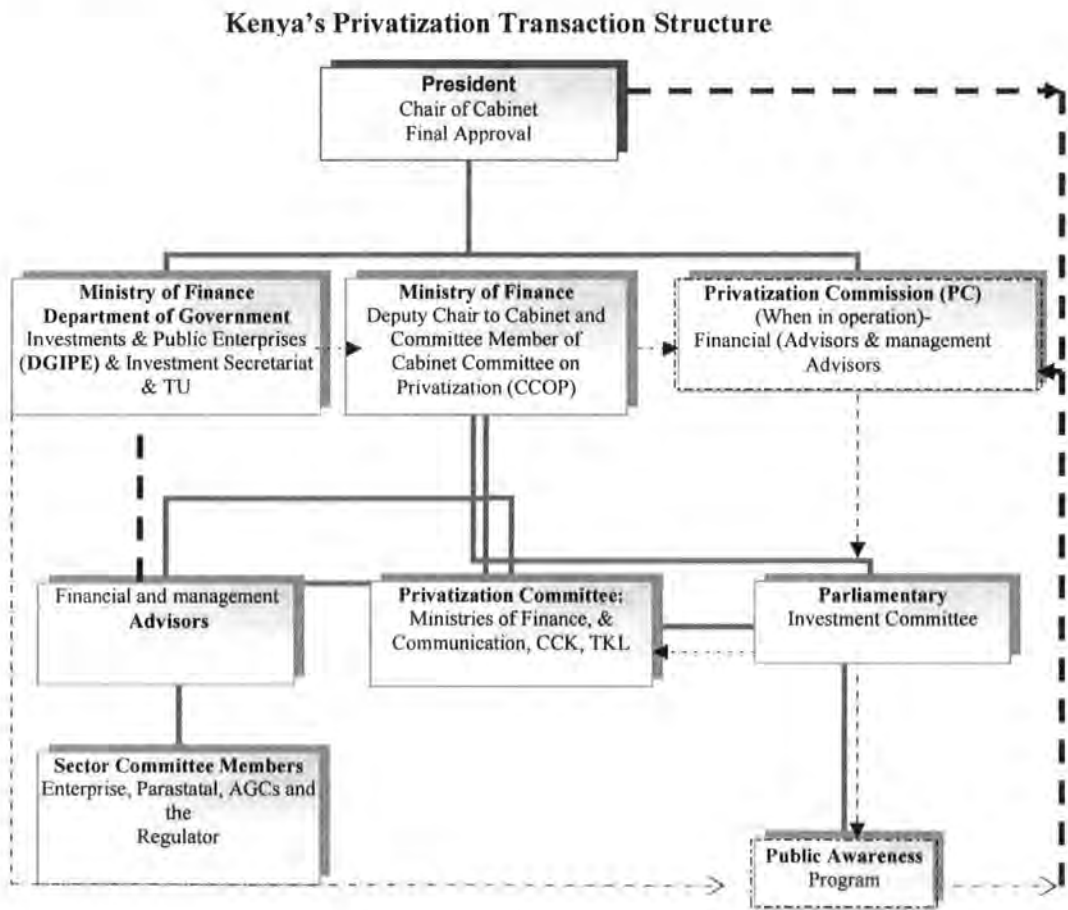 Kenya's Privatization Transaction Structure
President
Chair of Cabinet
Final Approval
Ministry of Finance
Department of Government
Investments & Public Enterprises
(DGIPE) & Investment Secretariat
& TU
Ministry of Finance
Deputy Chair to Cabinet and
Committee Member of
Cabinet Committee on
Privatization (CCOP)
Privatization Commission (PC)
(When in operation)-
Financial (Advisors & management
Advisors
Financial and management
Advisors
Privatization Committee:
Ministries of Finance, &
Communication, CCK, TKL
Parliamentary
Investment Committee
Sector Committee Members
Enterprise, Parastatal, AGCs and
the
Regulator
Public Awareness
Program